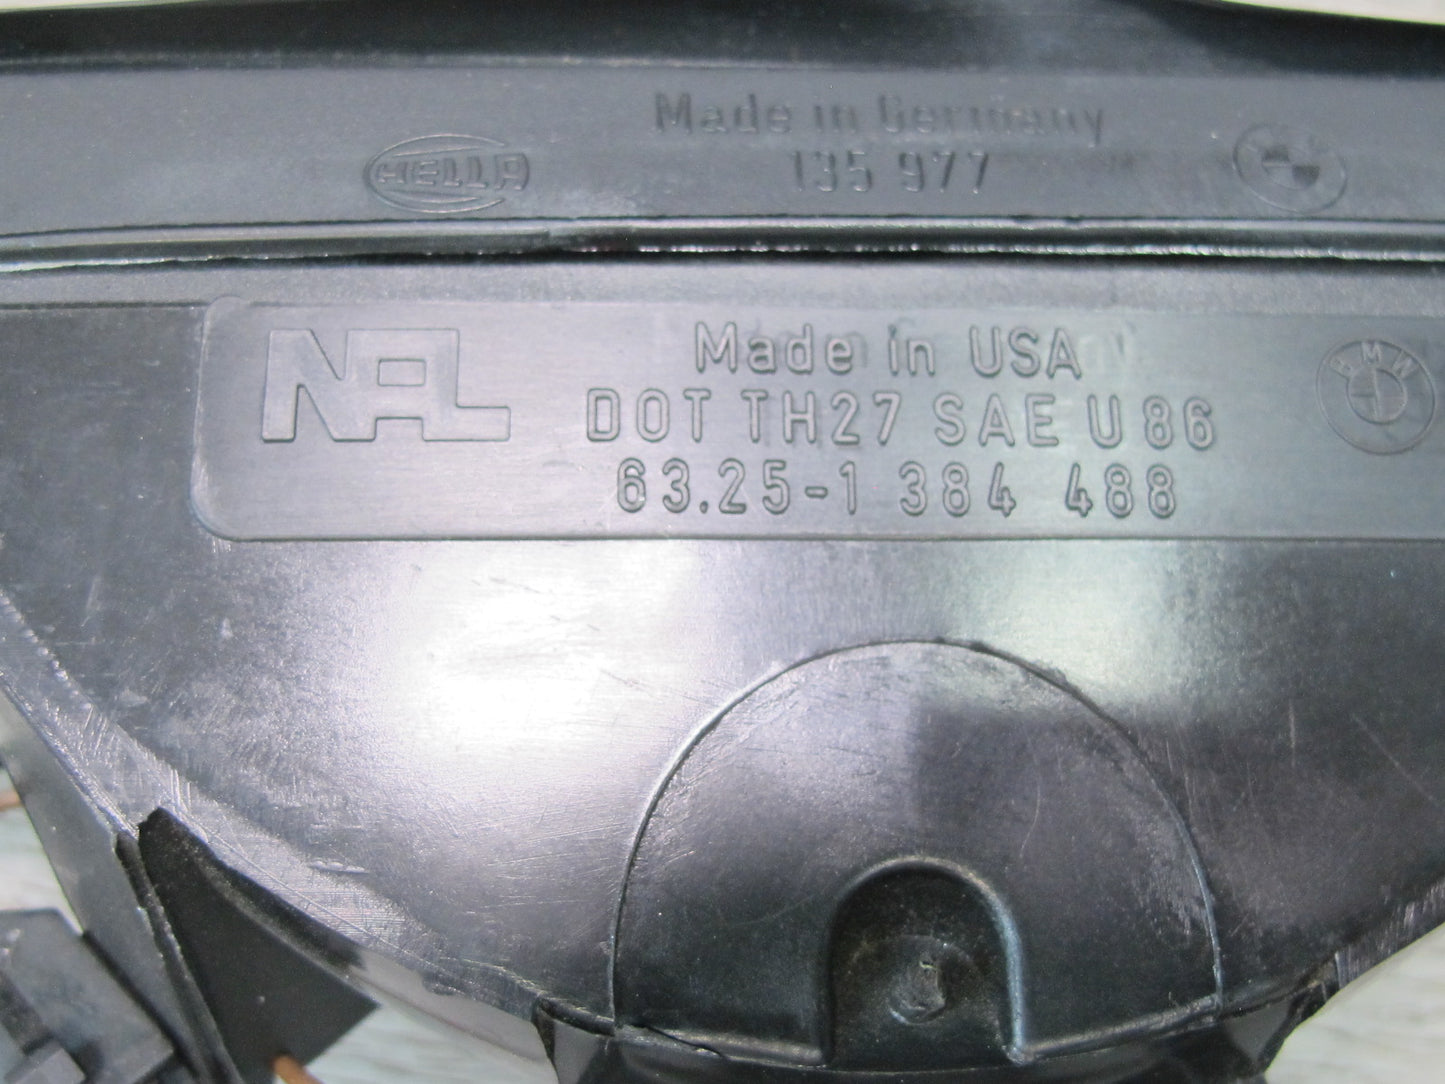 Made in Germany
HELLA 135 977
NAL Made in USA BMW
DOT TH27 SAE U 86
63.25-1 384 488